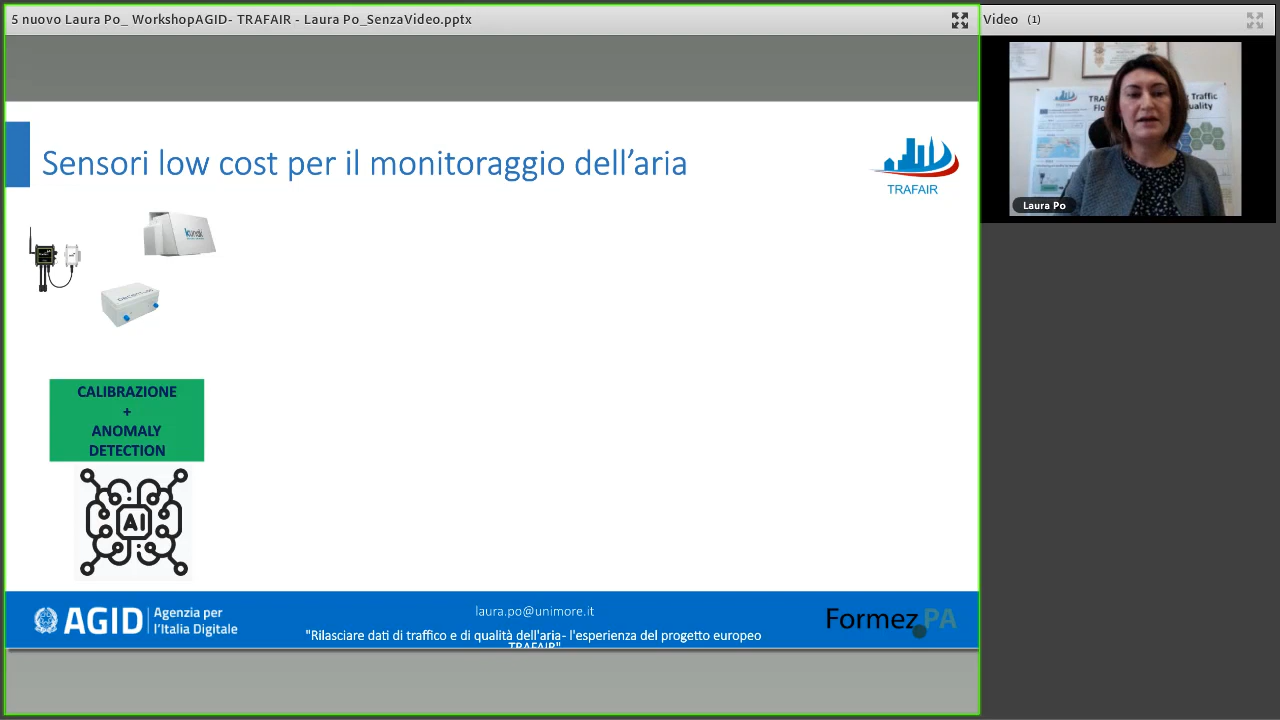 5 nuovo Laura Po_ WorkshopAGID- TRAFAIR - Laura Po_SenzaVideo.pptx
Video (1)
Sensori low cost per il monitoraggio dell'aria
TRAFAIR
Laura Po
kunak
decentlab
CALIBRAZIONE
+
ANOMALY
DETECTION
AI
AGID
Agenzia per
l'Italia Digitale
laura.po@unimore.it
"Rilasciare dati di traffico e di qualità dell'aria- l'esperienza del progetto europeo
TRAFAIR"
FormezPA